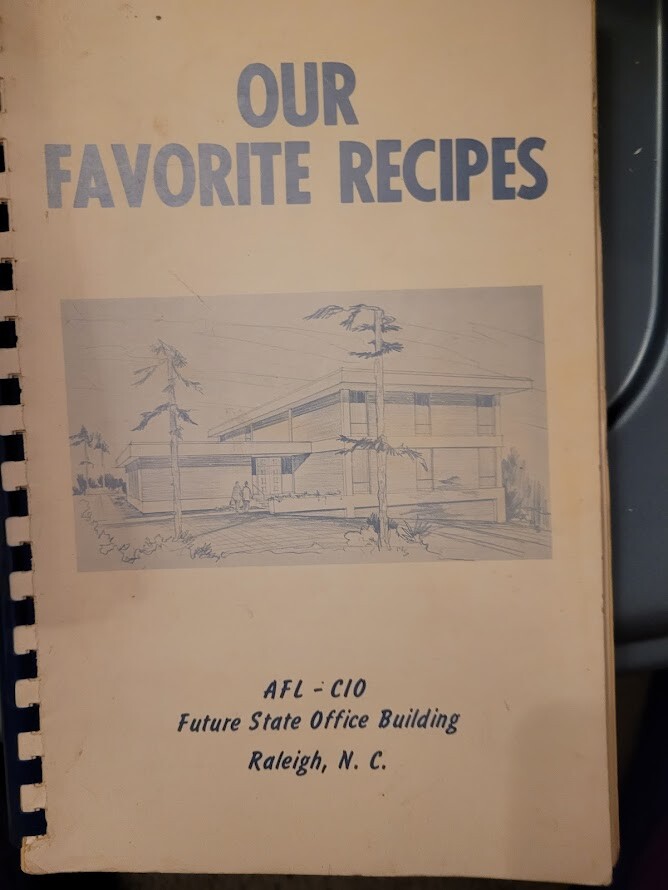 OUR
FAVORITE RECIPES
AFL - CIO
Future State Office Building
Raleigh, N. C.